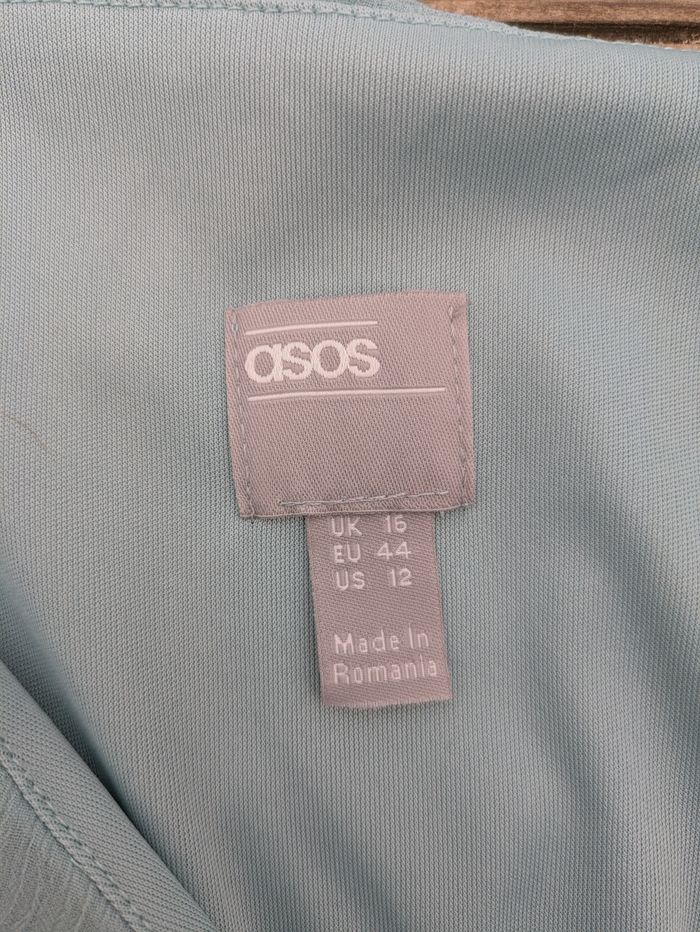 asos
UK 16
EU 44
US 12
Made In
Romania